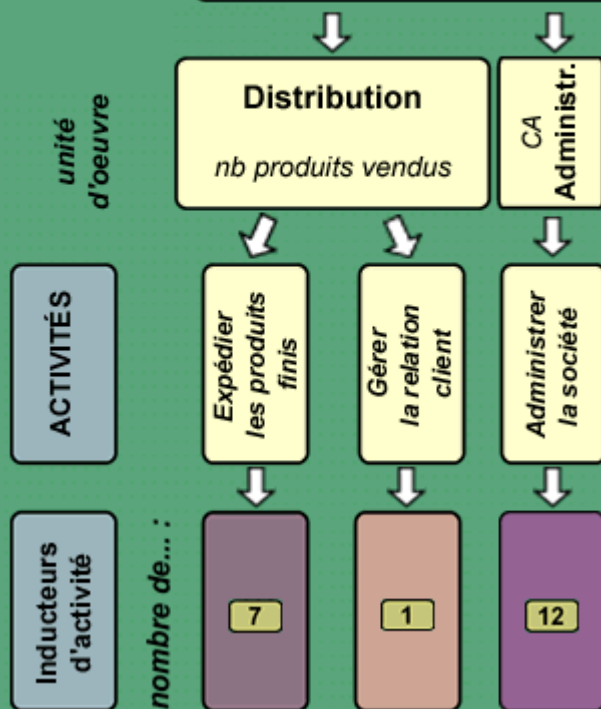 unité
d'oeuvre
Distribution
nb produits vendus
CA
Administr.
ACTIVITÉS
Expédier
les produits
finis
Gérer
la relation
client
Administrer
la société
Inducteurs
d'activité
nombre de... :
7
1
12